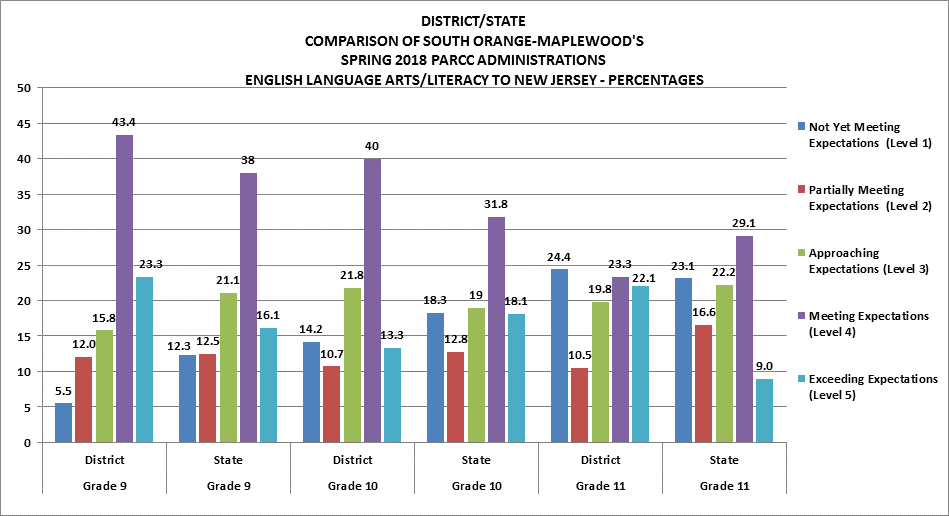 DISTRICT/STATE
COMPARISON OF SOUTH ORANGE-MAPLEWOOD'S
SPRING 2018 PARCC ADMINISTRATIONS
ENGLISH LANGUAGE ARTS/LITERACY TO NEW JERSEY - PERCENTAGES
50
45
40
35
30
25
20
15
10
5
0
5.5
12.0
15.8
43.4
23.3
12.3
12.5
21.1
38
16.1
14.2
10.7
21.8
40
13.3
18.3
12.8
19
31.8
18.1
24.4
10.5
19.8
23.3
22.1
23.1
16.6
22.2
29.1
9.0
District
State
District
State
District
State
Grade 9
Grade 9
Grade 10
Grade 10
Grade 11
Grade 11
Not Yet Meeting
Expectations (Level 1)
Partially Meeting
Expectations (Level 2)
Approaching
Expectations (Level 3)
Meeting Expectations
(Level 4)
Exceeding Expectations
(Level 5)